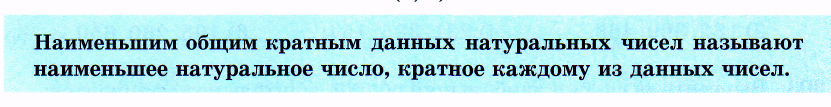 Наименьшим общим кратным данных натуральных чисел называют
наименьшее натуральное число, кратное каждому из данных чисел.